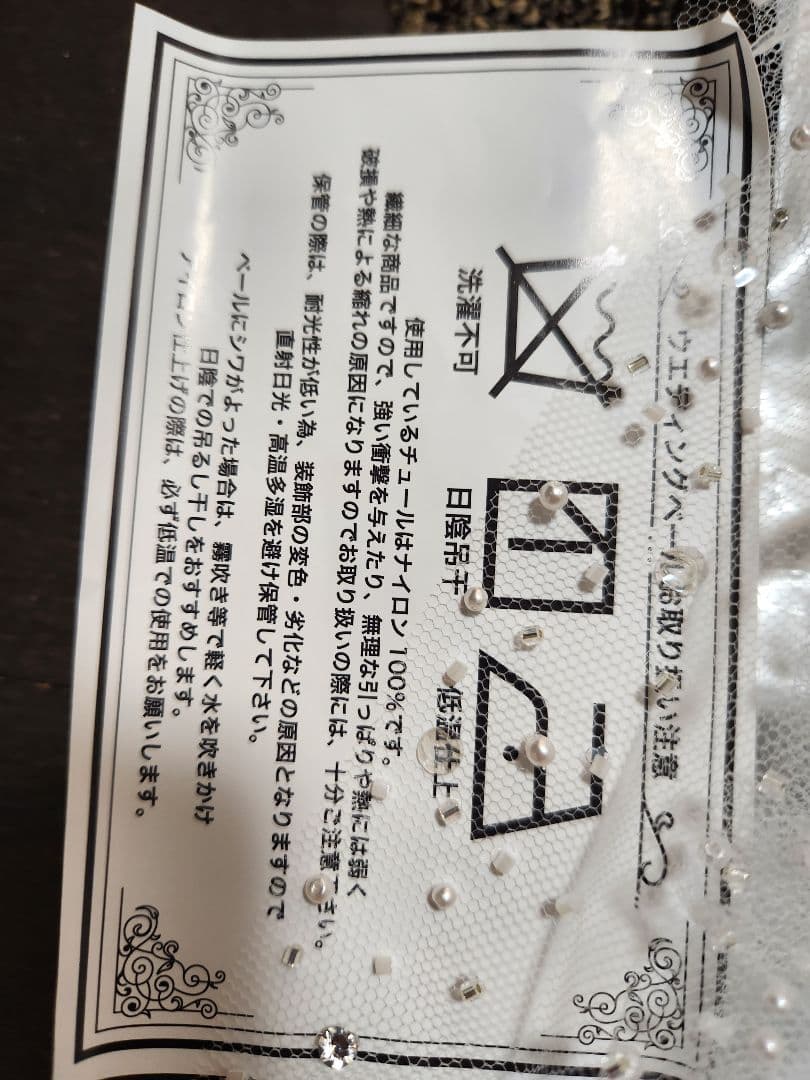 ウエディングベールお取り扱い注意
洗濯不可
日陰吊干
低温仕上
使用しているチュールはナイロン100%です。
繊細な商品ですので、強い衝撃を与えたり、無理な引っぱりや熱には弱く
破損や熱による縮れの原因になりますのでお取り扱いの際には、十分ご注意下さい。
保管の際は、耐光性が低い為、装飾部の変色・劣化などの原因となりますので
直射日光・高温多湿を避け保管して下さい。
ベールにシワがよった場合は、霧吹き等で軽く水を吹きかけ
日陰での吊るし干しをおすすめします。
アイロン仕上げの際は、必ず低温での使用をお願いします。